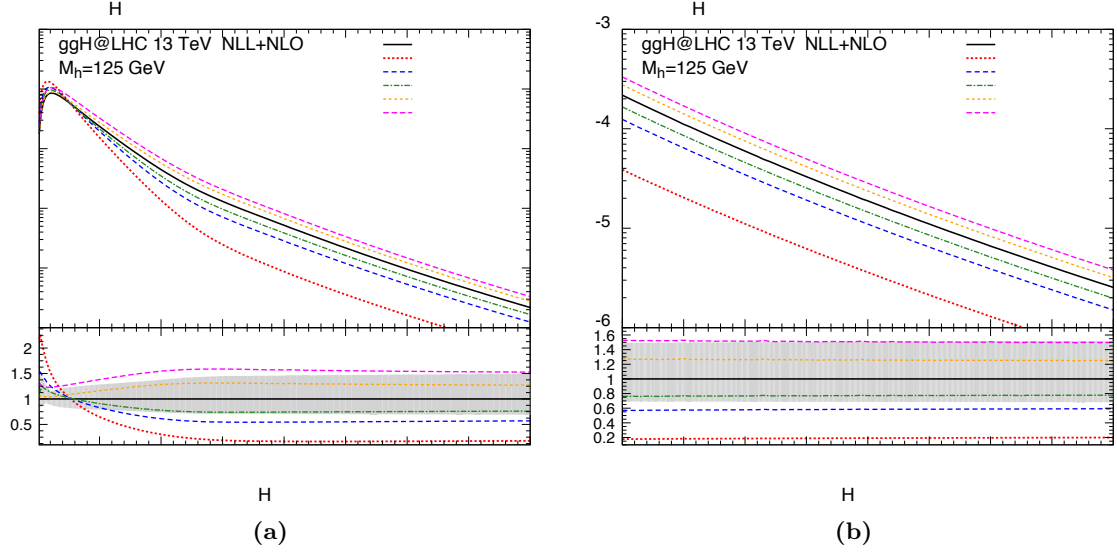 H
ggH@LHC 13 TeV NLL+NLO
M_h=125 GeV
2
1.5
1
0.5
H
(a)
H
-3
ggH@LHC 13 TeV NLL+NLO
M_h=125 GeV
-4
-5
-6
1.6
1.4
1.2
1
0.8
0.6
0.4
0.2
H
(b)